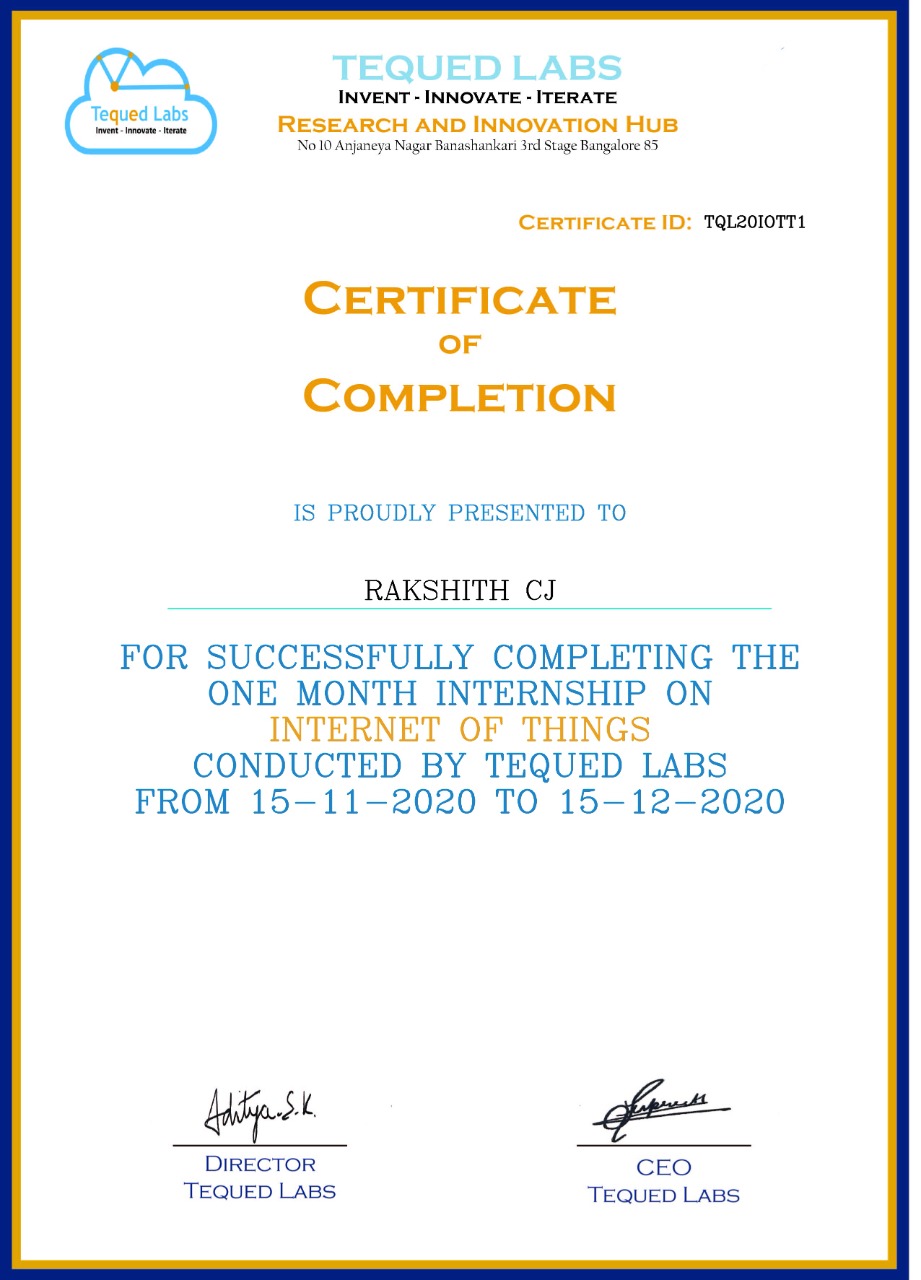 Tequed Labs
Invent - Innovate - Iterate
TEQUED LABS
INVENT - INNOVATE - ITERATE
RESEARCH AND INNOVATION HUB
No 10 Anjaneya Nagar Banashankari 3rd Stage Bangalore 85
CERTIFICATE ID: TQL20IOTT1
CERTIFICATE
OF
COMPLETION
IS PROUDLY PRESENTED TO
RAKSHITH CJ
FOR SUCCESSFULLY COMPLETING THE
ONE MONTH INTERNSHIP ON
INTERNET OF THINGS
CONDUCTED BY TEQUED LABS
FROM 15-11-2020 TO 15-12-2020
Aditya.S.K.
DIRECTOR
TEQUED LABS
CEO
TEQUED LABS